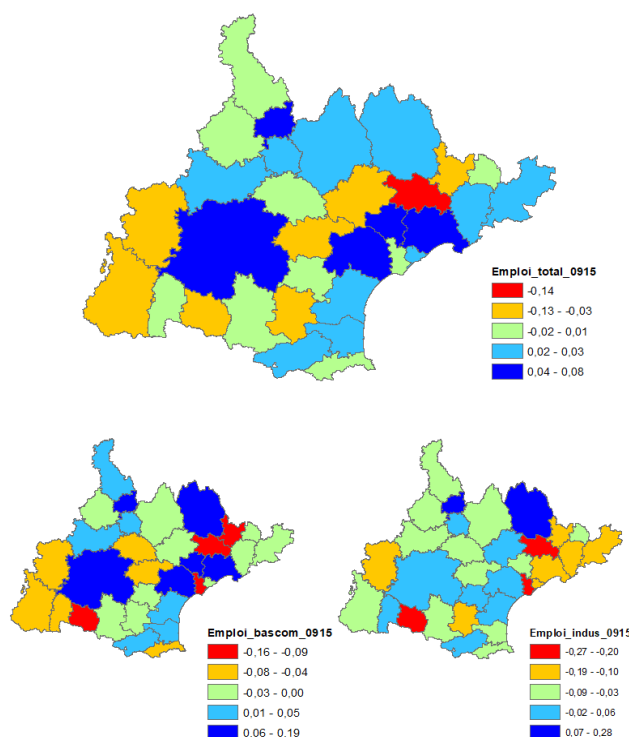 Emploi_total_0915
-0,14
-0,13 - -0,03
-0,02 - 0,01
0,02 - 0,03
0,04 - 0,08
Emploi_bascom_0915
-0,16 - -0,09
-0,08 - -0,04
-0,03 - 0,00
0,01 - 0,05
0,06 - 0,19
Emploi_indus_0915
-0,27 - -0,20
-0,19 - -0,10
-0,09 - -0,03
-0,02 - 0,06
0,07 - 0,28